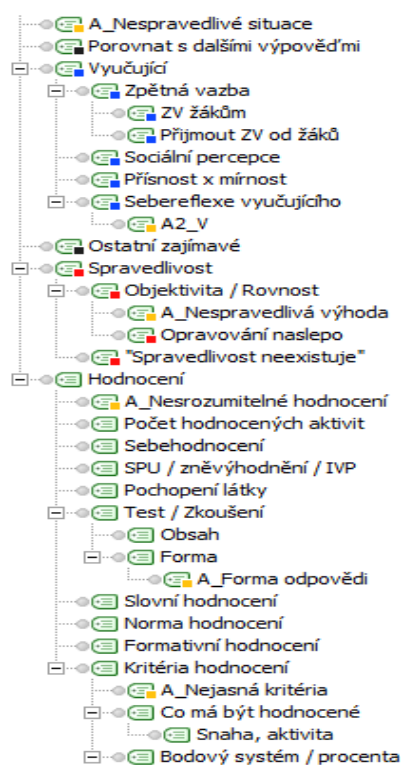 A_Nespravedlivé situace
Porovnat s dalšími výpověďmi
Vyučující
Zpětná vazba
ZV žákům
Přijmout ZV od žáků
Sociální percepce
Přísnost x mírnost
Sebereflexe vyučujícího
A2_V
Ostatní zajímavé
Spravedlivost
Objektivita / Rovnost
A_Nespravedlivá výhoda
Opravování naslepo
"Spravedlivost neexistuje"
Hodnocení
A_Nesrozumitelné hodnocení
Počet hodnocených aktivit
Sebehodnocení
SPU / zněvýhodnění / IVP
Pochopení látky
Test / Zkoušení
Obsah
Forma
A_Forma odpovědi
Slovní hodnocení
Norma hodnocení
Formativní hodnocení
Kritéria hodnocení
A_Nejasná kritéria
Co má být hodnocené
Snaha, aktivita
Bodový systém / procenta